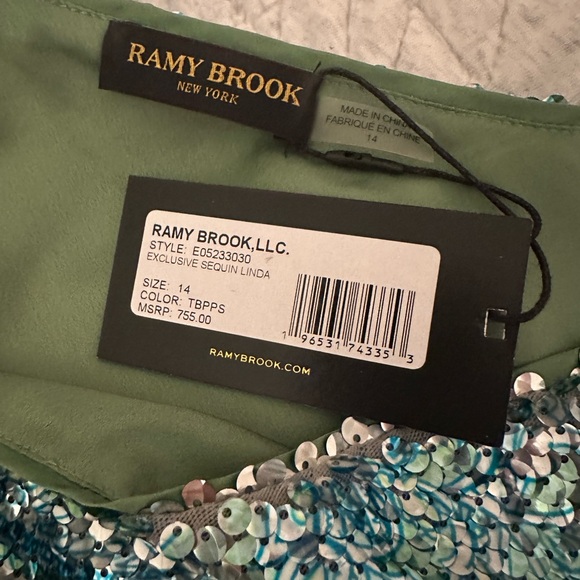 RAMY BROOK
NEW YORK
MADE IN CHINA
FABRIQUÉ EN CHINE
14
RAMY BROOK,LLC.
STYLE: E05233030
EXCLUSIVE SEQUIN LINDA
SIZE: 14
COLOR: TBPPS
MSRP: 755.00
1 96531 74335 3
RAMYBROOK.COM